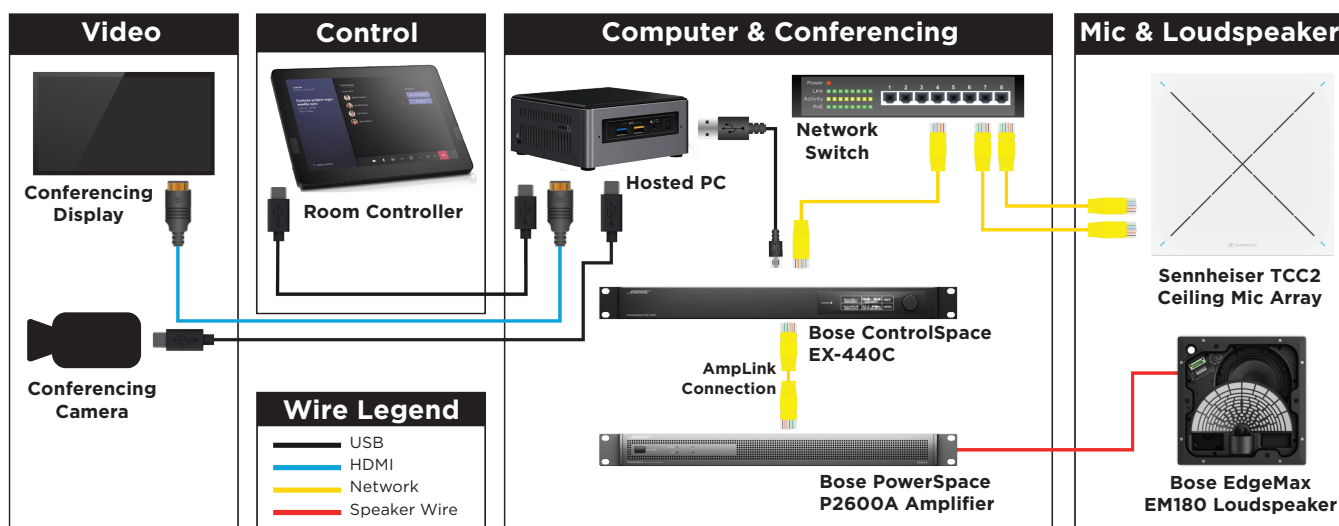 Video
Control
Computer & Conferencing
Mic & Loudspeaker
Conferencing
Display
Room Controller
Hosted PC
Power
Link
Activity
PoE
1 2 3 4 5 6 7 8
Network
Switch
Sennheiser TCC2
Ceiling Mic Array
BOSE
Bose ControlSpace
EX-440C
AmpLink
Connection
Conferencing
Camera
Wire Legend
USB
HDMI
Network
Speaker Wire
Bose PowerSpace
P2600A Amplifier
Bose EdgeMax
EM180 Loudspeaker